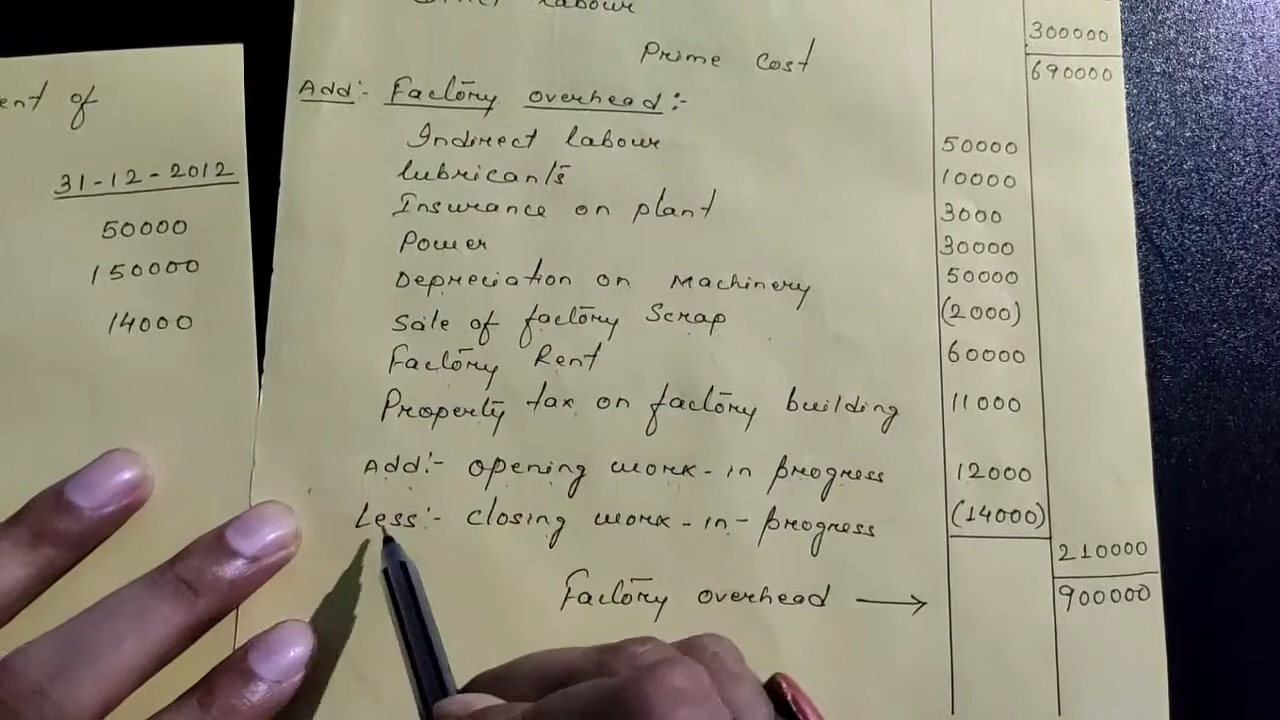 ent of
31-12-2012
50000
150000
14000
Direct labour 300000
Prime Cost 690000
Add:- Factory overhead:-
Indirect labour 50000
lubricants 10000
Insurance on plant 3000
Power 30000
Depreciation on Machinery 50000
Sale of factory Scrap (2000)
Factory Rent 60000
Property tax on factory building 11000
Add:- opening work-in progress 12000
Less:- closing work-in-progress (14000)
210000
Factory overhead → 900000